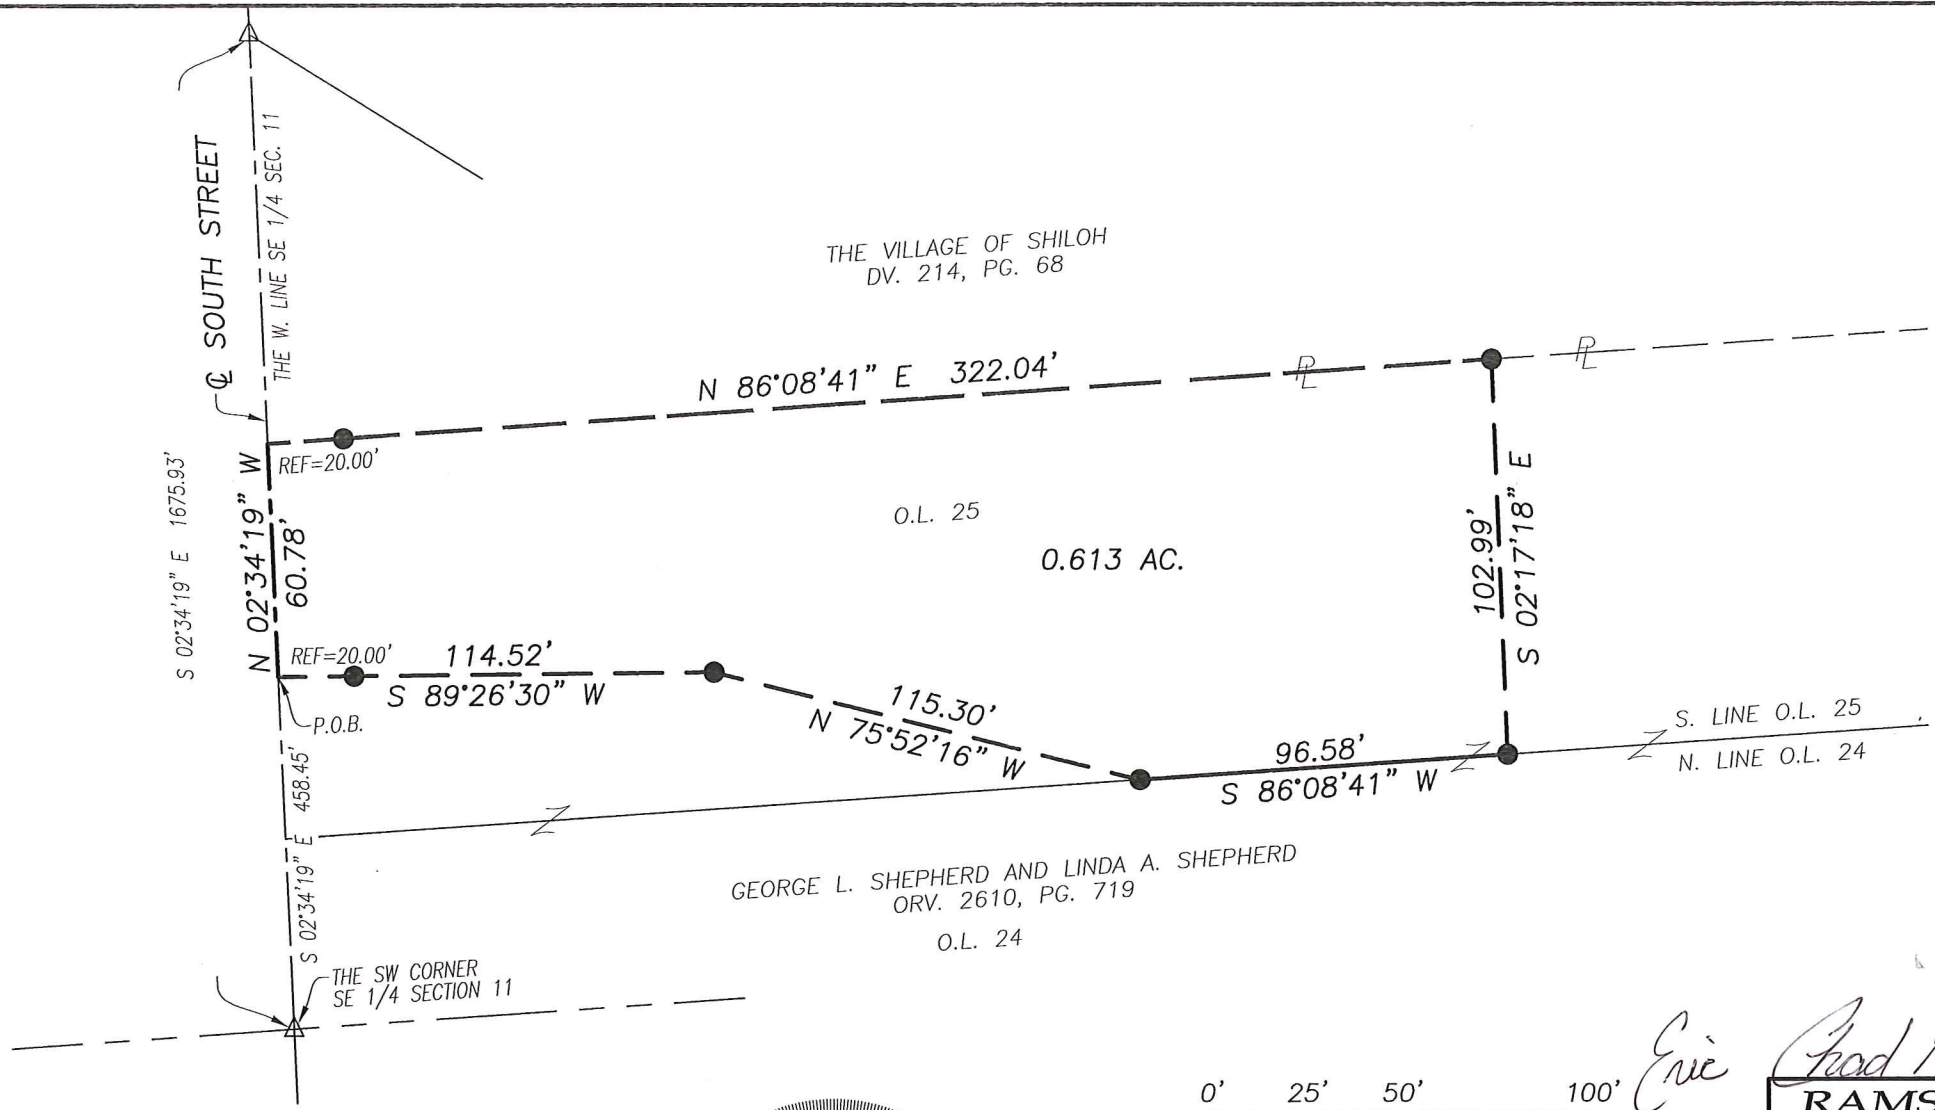 ℄ SOUTH STREET
THE W. LINE SE 1/4 SEC. 11
THE VILLAGE OF SHILOH
DV. 214, PG. 68
N 86°08'41" E 322.04'
PL
PL
REF=20.00'
S 02°34'19" E 1675.93'
N 02°34'19" W
60.78'
O.L. 25
0.613 AC.
102.99'
S 02°17'18" E
REF=20.00'
114.52'
S 89°26'30" W
P.O.B.
115.30'
N 75°52'16" W
96.58'
S 86°08'41" W
Z
Z
S. LINE O.L. 25
N. LINE O.L. 24
S 02°34'19" E 458.45'
Z
GEORGE L. SHEPHERD AND LINDA A. SHEPHERD
ORV. 2610, PG. 719
O.L. 24
THE SW CORNER
SE 1/4 SECTION 11
0' 25' 50' 100'
Eric Chad
RAMS